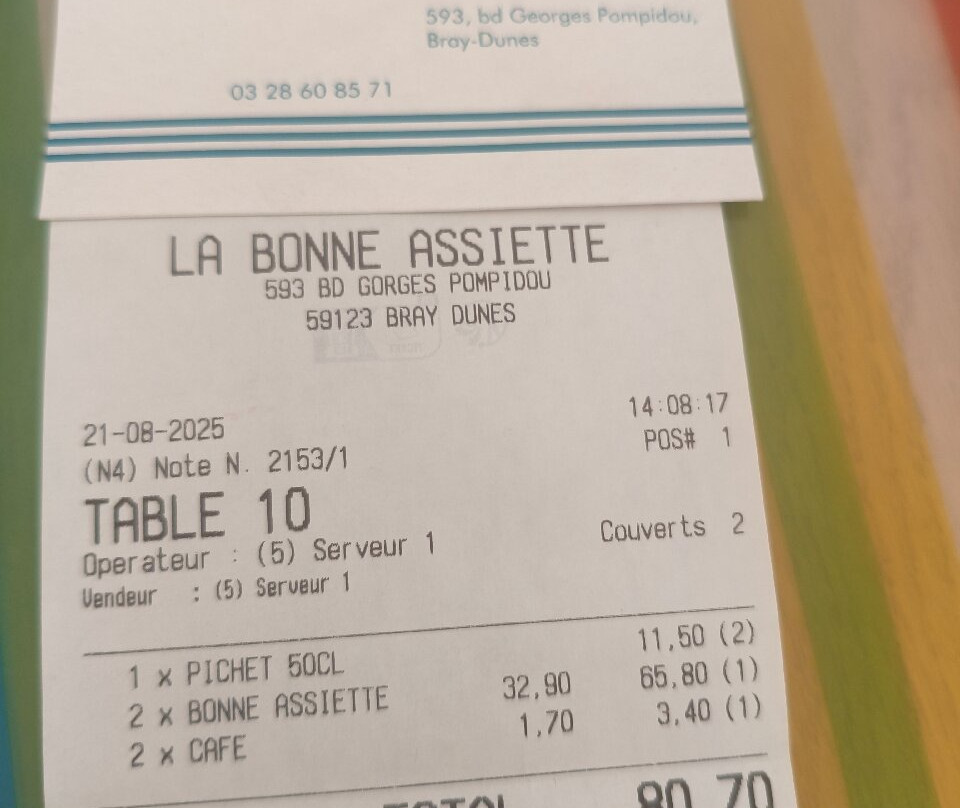 593, bd Georges Pompidou,
Bray-Dunes
03 28 60 85 71
LA BONNE ASSIETTE
593 BD GORGES POMPIDOU
59123 BRAY DUNES
21-08-2025 14:08:17
(N4) Note N. 2153/1 POS# 1
TABLE 10
Couverts 2
Operateur : (5) Serveur 1
Vendeur : (5) Serveur 1
1 x PICHET 50CL 11,50 (2)
2 x BONNE ASSIETTE 32,90 65,80 (1)
2 x CAFE 1,70 3,40 (1)
TOTAL 80,70